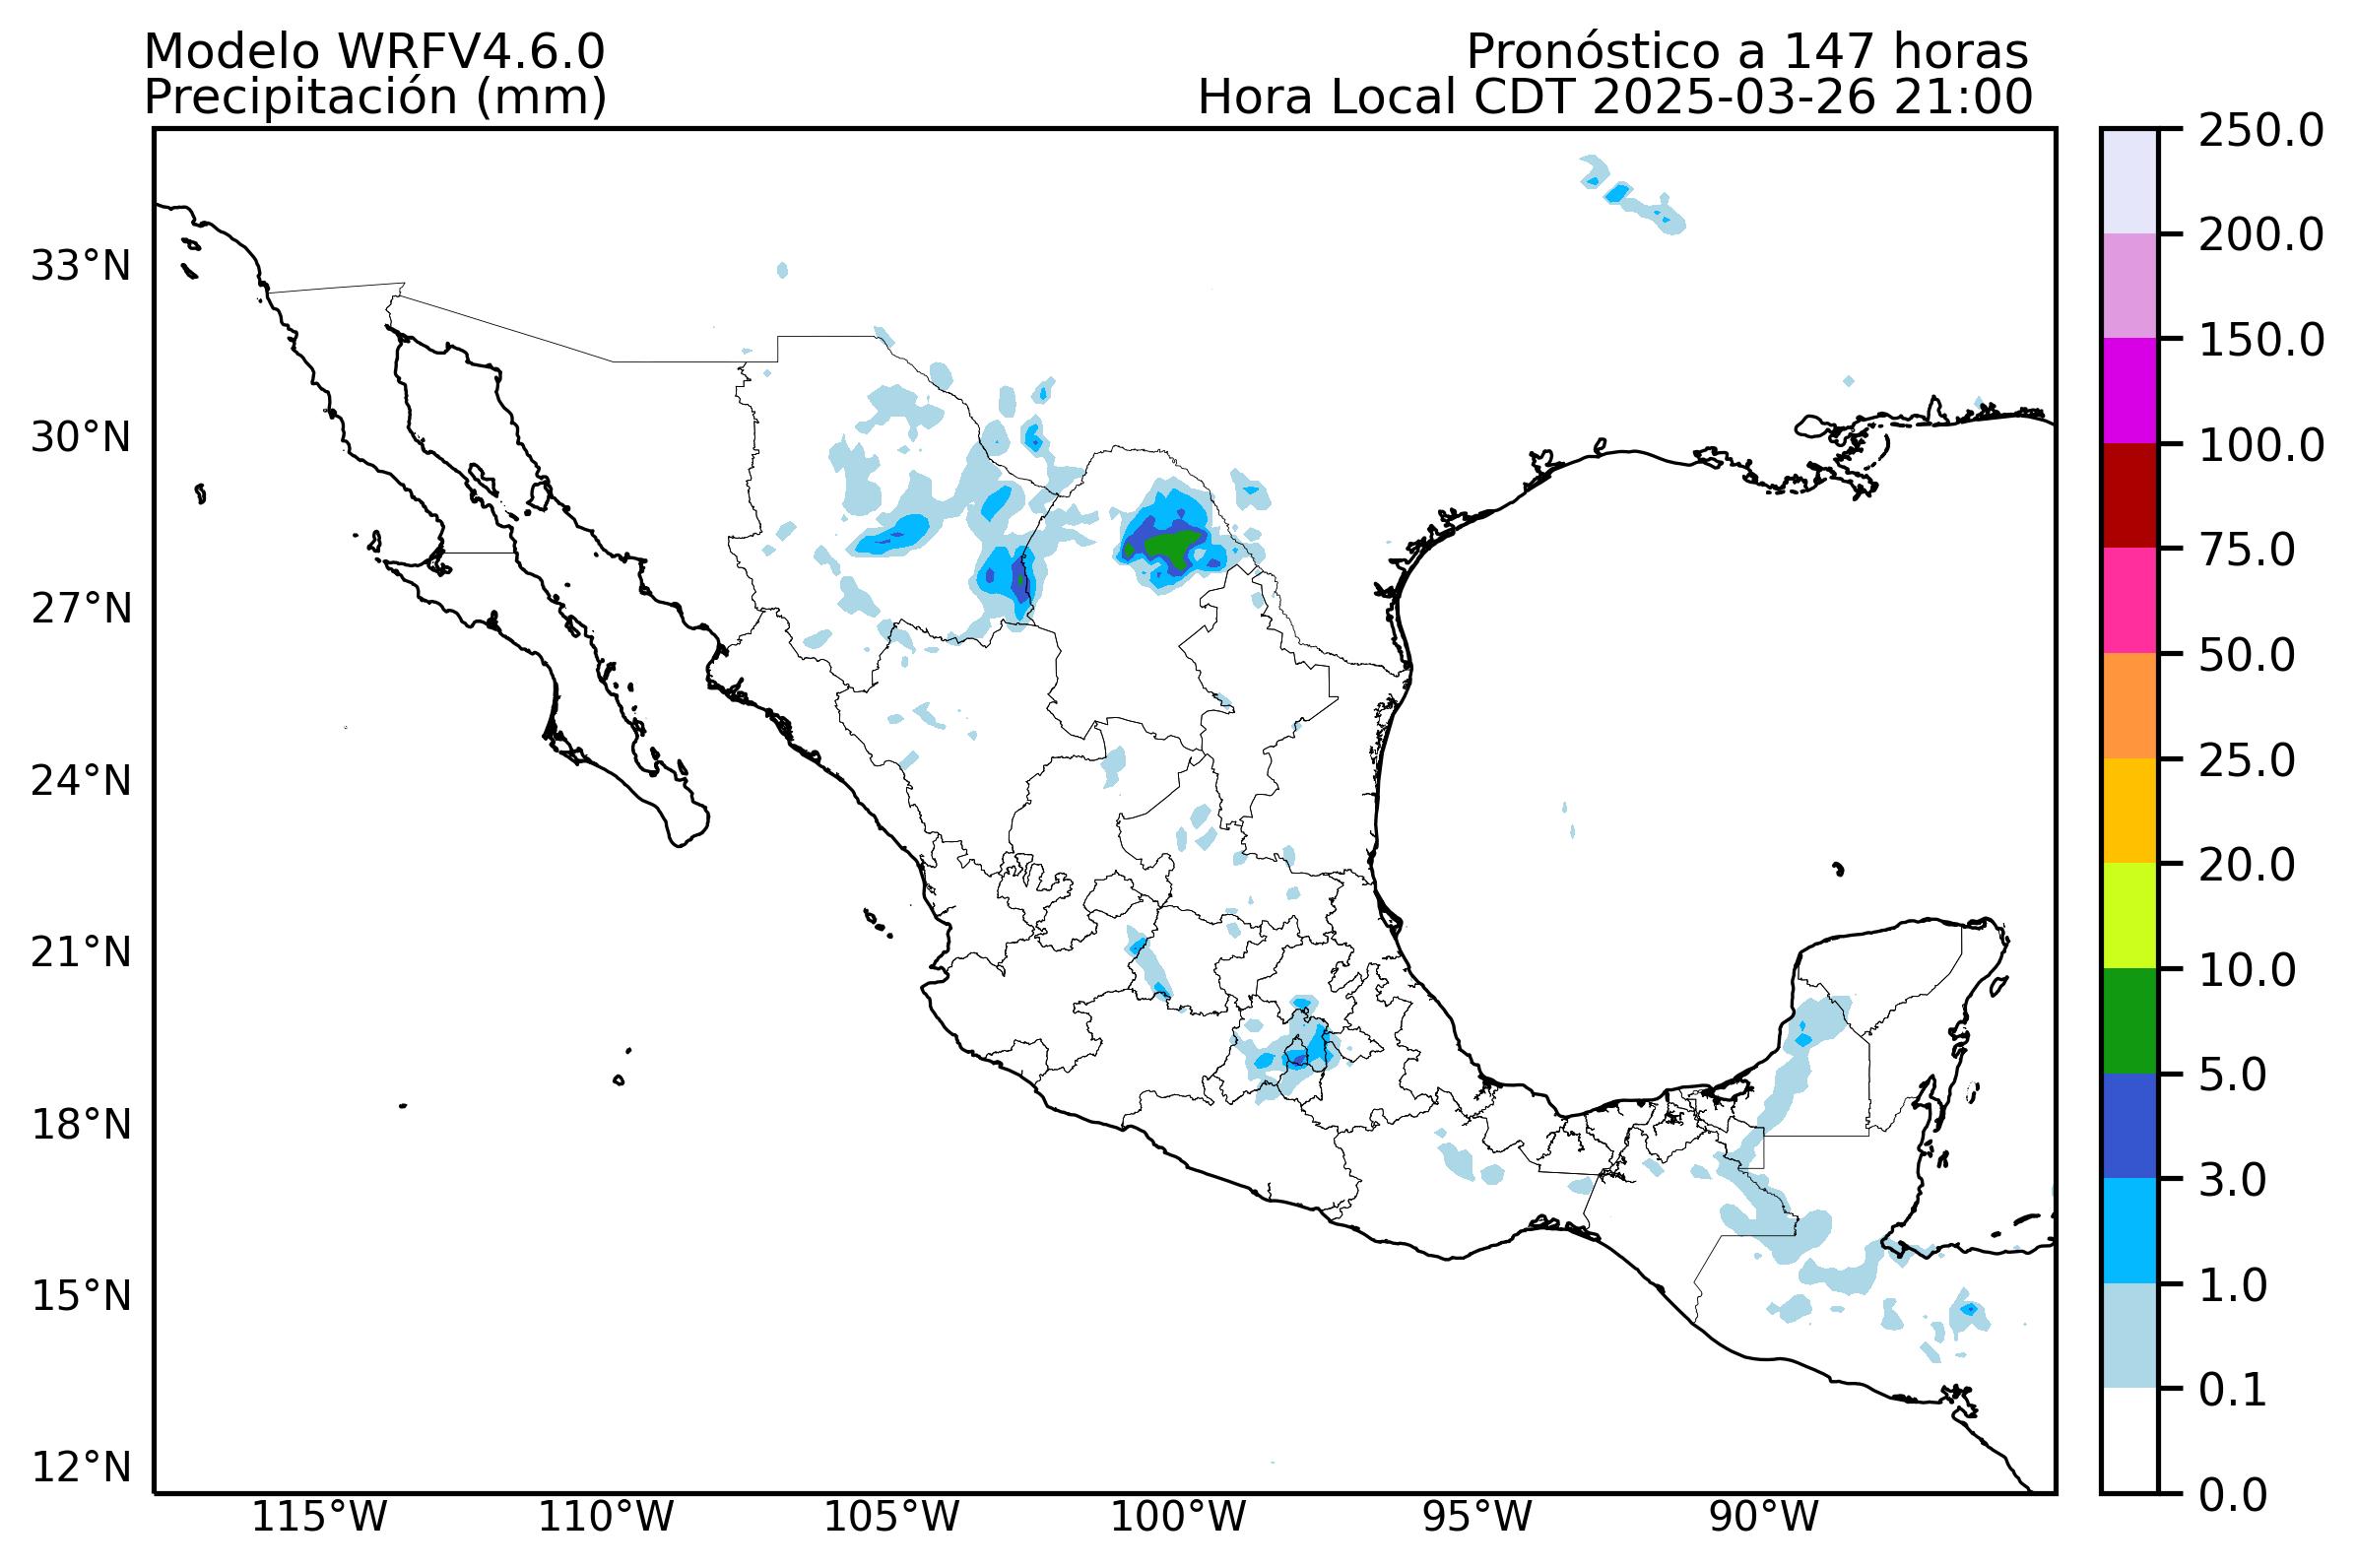 Modelo WRFV4.6.0
Pronóstico a 147 horas
Precipitación (mm)
Hora Local CDT 2025-03-26 21:00
33°N
30°N
27°N
24°N
21°N
18°N
15°N
12°N
115°W
110°W
105°W
100°W
95°W
90°W
250.0
200.0
150.0
100.0
75.0
50.0
25.0
20.0
10.0
5.0
3.0
1.0
0.1
0.0